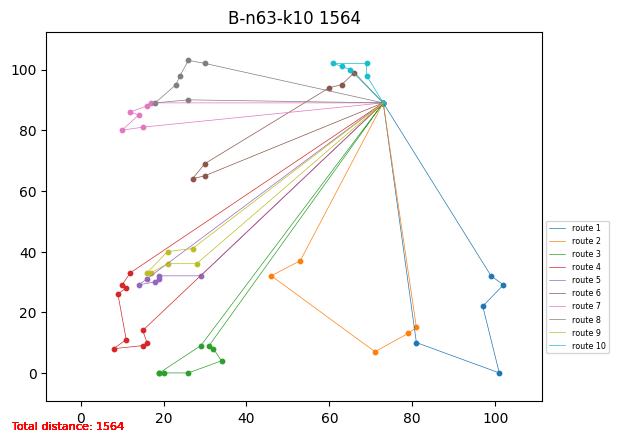 B-n63-k10 1564
100
80
60
40
20
0
0
20
40
60
80
100
route 1
route 2
route 3
route 4
route 5
route 6
route 7
route 8
route 9
route 10
Total distance: 1564